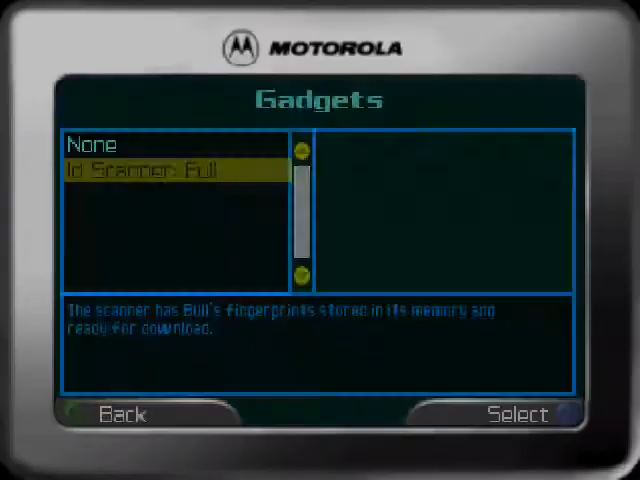 MOTOROLA
Gadgets
None
Id Scanner: Full
The scanner has Bull's fingerprints stored in its memory and
ready for download.
Back
Select